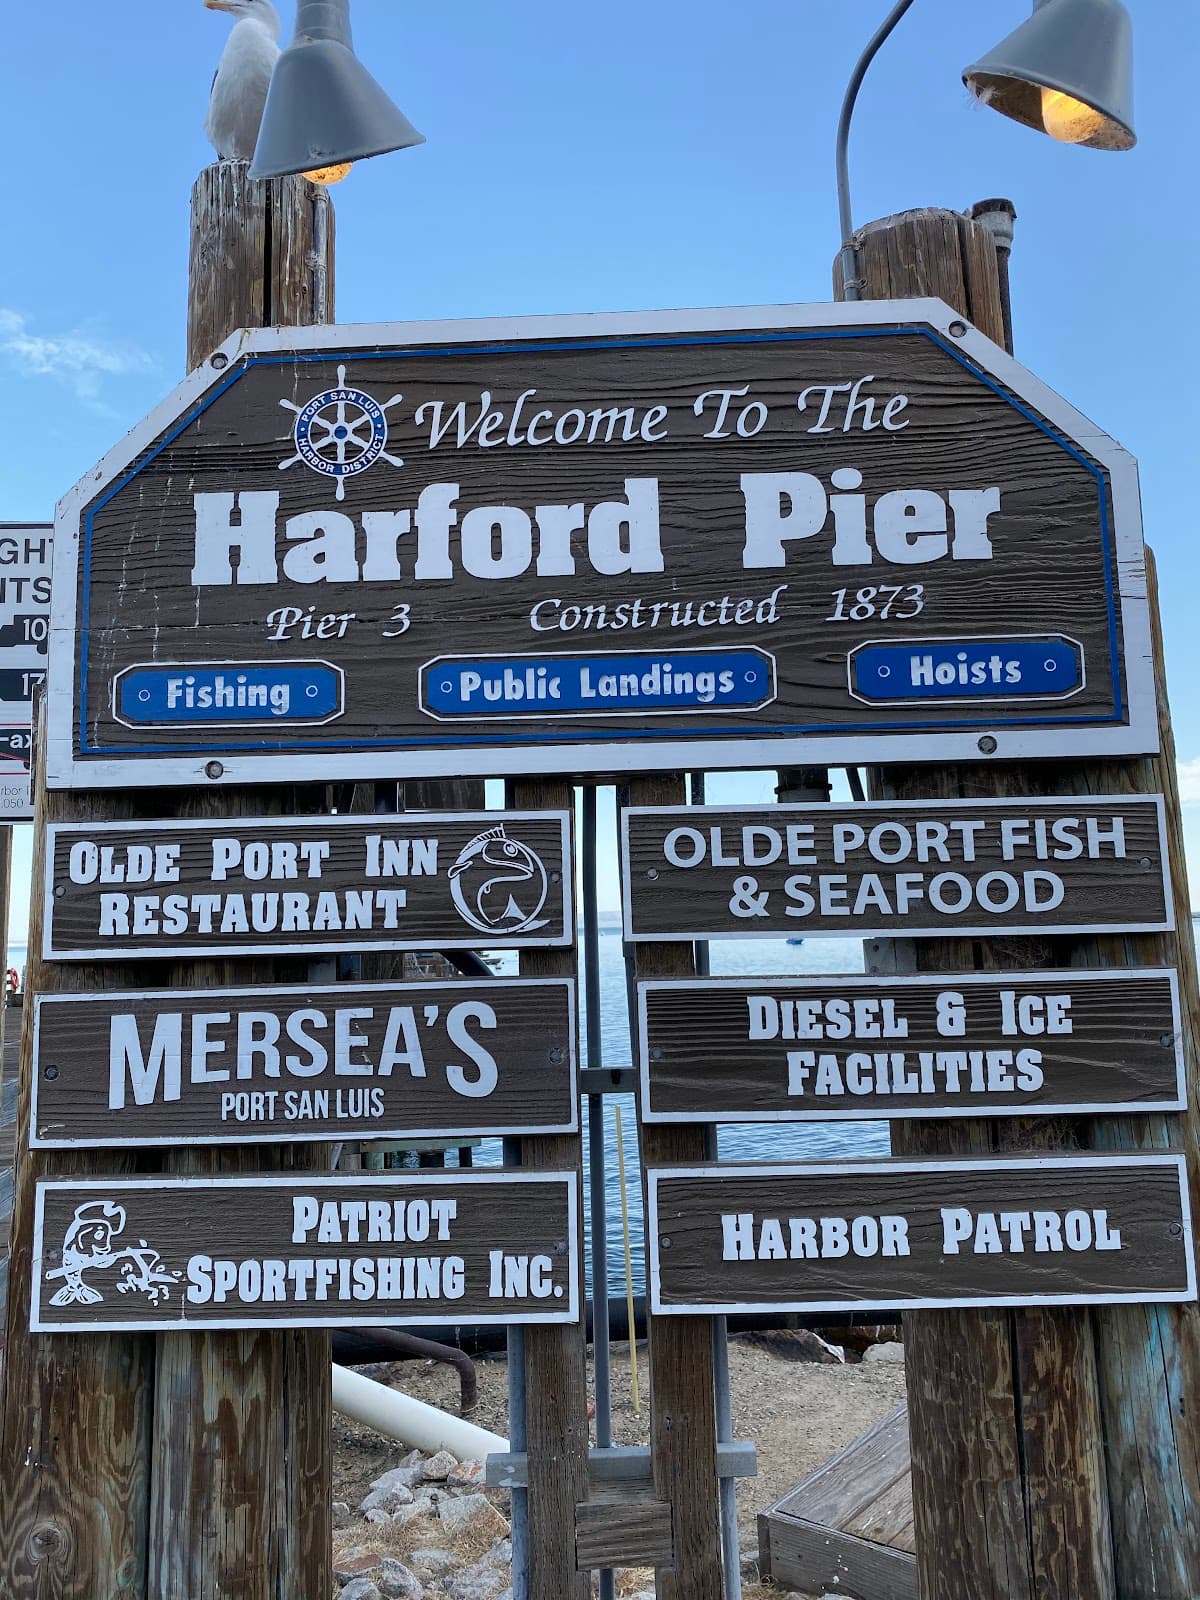 PORT SAN LUIS
HARBOR DISTRICT
Welcome To The
Harford Pier
Pier 3 Constructed 1873
Fishing Public Landings Hoists
OLDE PORT INN
RESTAURANT
OLDE PORT FISH
& SEAFOOD
MERSEA'S
PORT SAN LUIS
DIESEL & ICE
FACILITIES
PATRIOT
SPORTFISHING INC.
HARBOR PATROL
10
17